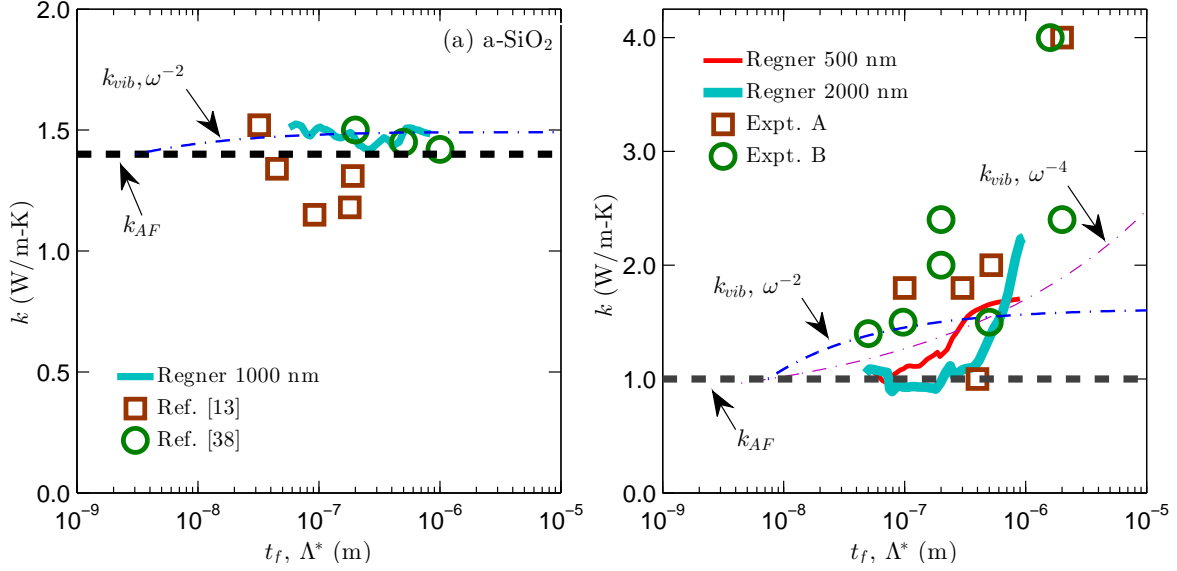 2.0
1.5
1.0
0.5
0.0
k (W/m-K)
(a) a-SiO₂
k_vib, ω⁻²
k_AF
Regner 1000 nm
Ref. [13]
Ref. [38]
10⁻⁹ 10⁻⁸ 10⁻⁷ 10⁻⁶ 10⁻⁵
t_f, Λ* (m)
4.0
3.0
2.0
1.0
0.0
k (W/m-K)
Regner 500 nm
Regner 2000 nm
Expt. A
Expt. B
k_vib, ω⁻⁴
k_vib, ω⁻²
k_AF
10⁻⁹ 10⁻⁸ 10⁻⁷ 10⁻⁶ 10⁻⁵
t_f, Λ* (m)